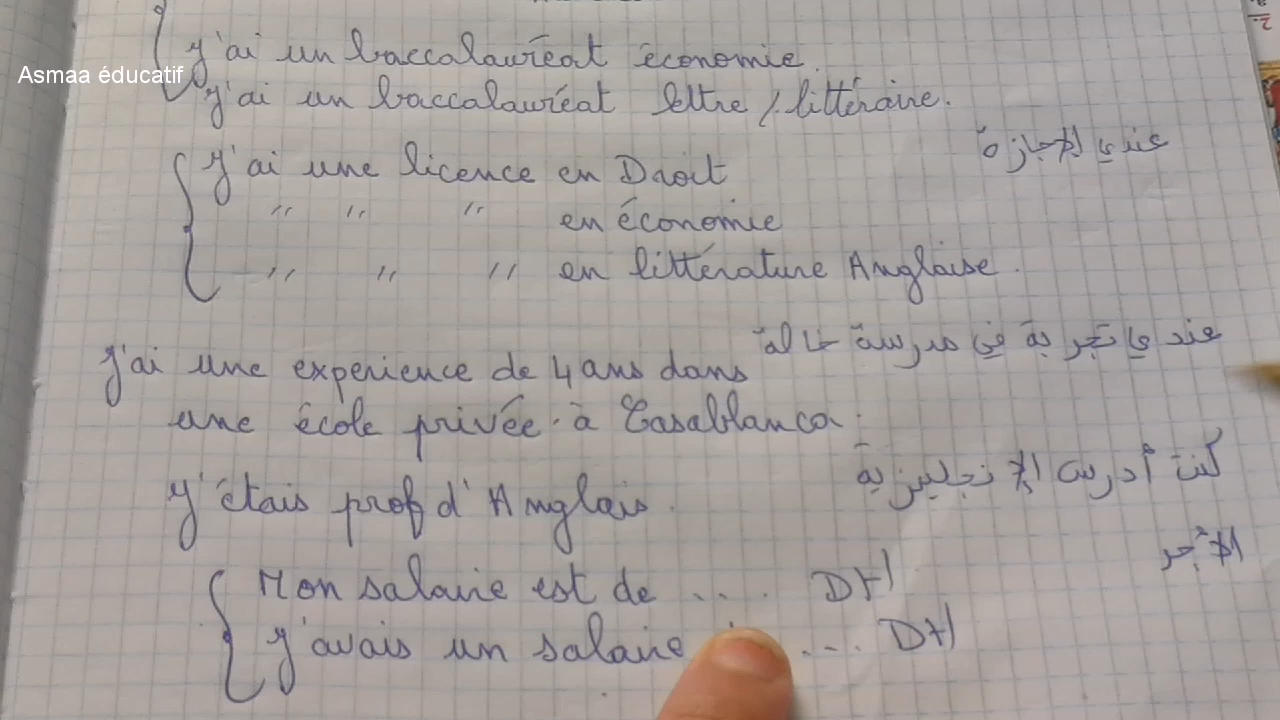 J'ai un baccalauréat économie.
Asmaa éducatif
J'ai un baccalauréat lettre / littéraire.
عندي الإجازة
J'ai une licence en Droit
" " " en économie
" " " en littérature Anglaise.
عندي تجربة في مدرسة خاصة
J'ai une experience de 4 ans dans
une école privée à Casablanca.
كنت أدرس الإنجليزية
J'étais prof d'Anglais.
الأجر
Mon salaire est de .... DH
J'avais un salaire ... DH